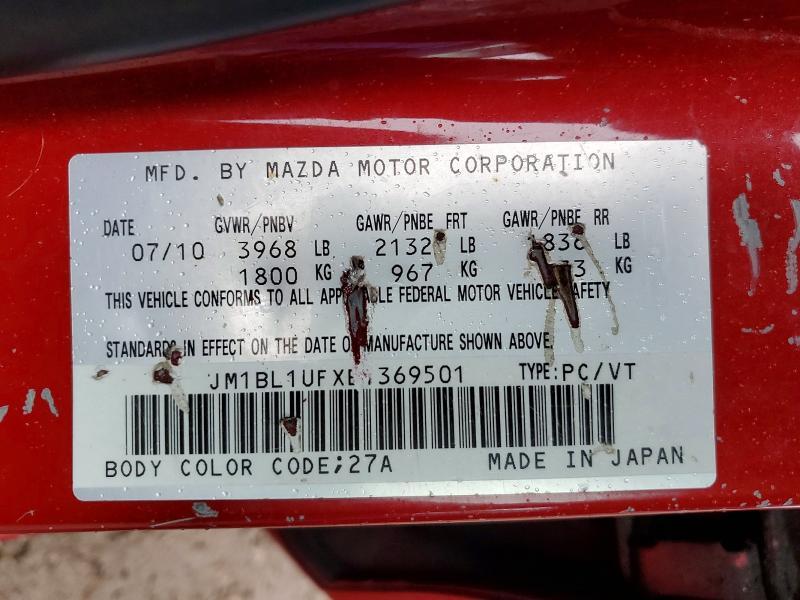 MFD. BY MAZDA MOTOR CORPORATION
DATE GVWR/PNBV GAWR/PNBE FRT GAWR/PNBE RR
07/10 3968 LB 2132 LB LB
1800 KG 967 KG KG
THIS VEHICLE CONFORMS TO ALL APPLICABLE FEDERAL MOTOR VEHICLE SAFETY
STANDARDS IN EFFECT ON THE DATE OF MANUFACTURE SHOWN ABOVE.
TYPE:PC/VT
BODY COLOR CODE;27A MADE IN JAPAN